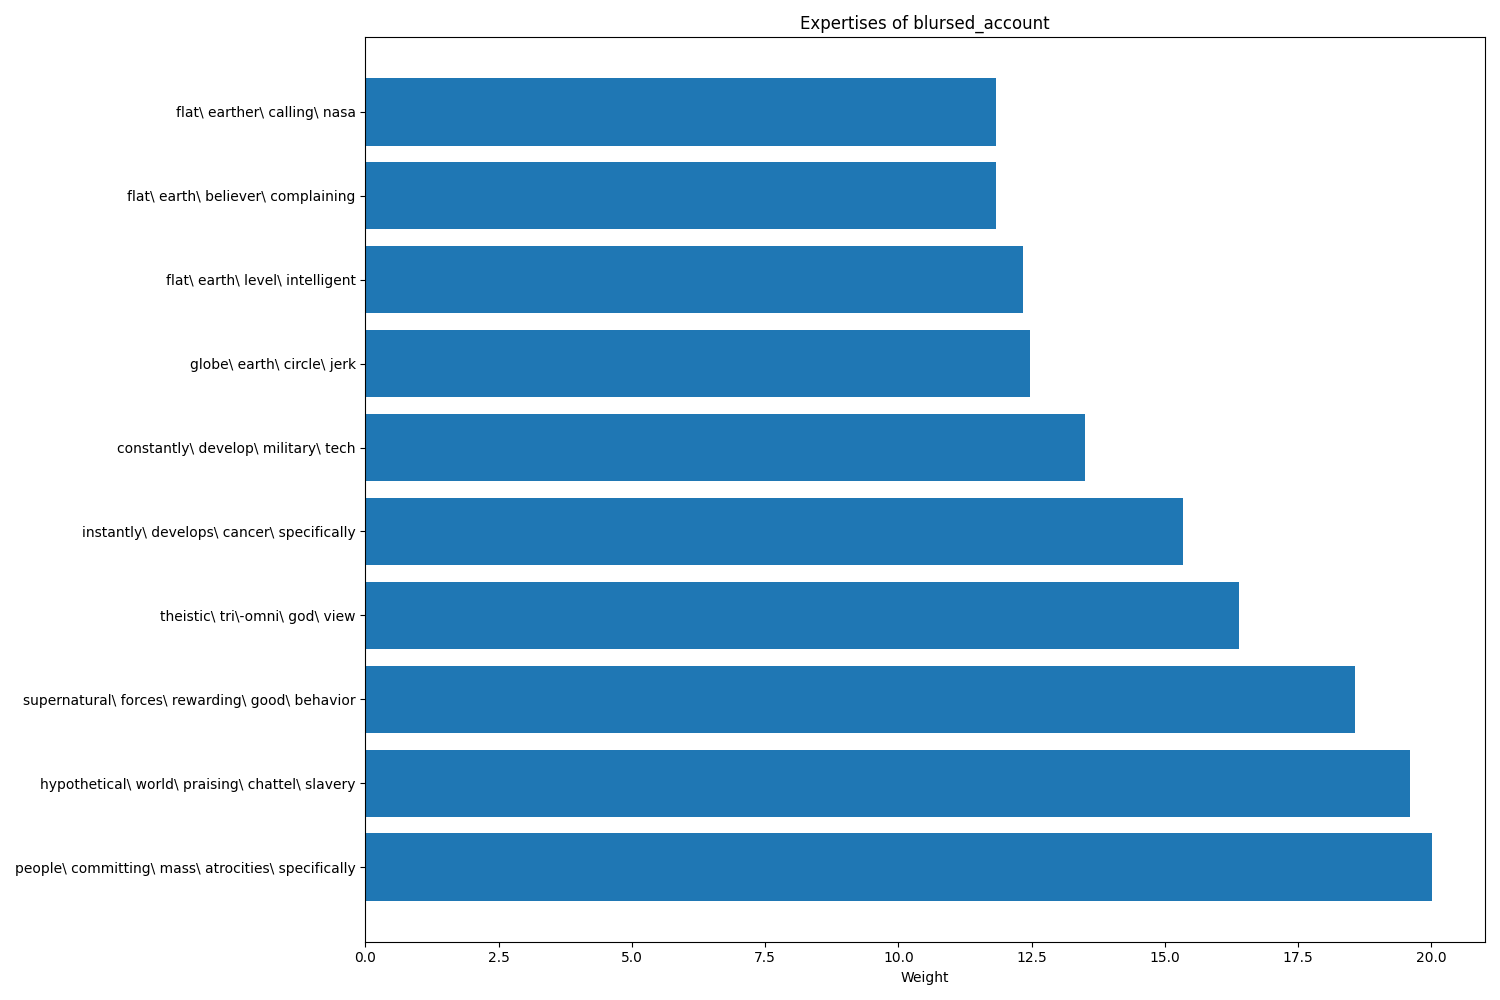 Expertises of blursed_account
flat\ earther\ calling\ nasa
flat\ earth\ believer\ complaining
flat\ earth\ level\ intelligent
globe\ earth\ circle\ jerk
constantly\ develop\ military\ tech
instantly\ develops\ cancer\ specifically
theistic\ tri\-omni\ god\ view
supernatural\ forces\ rewarding\ good\ behavior
hypothetical\ world\ praising\ chattel\ slavery
people\ committing\ mass\ atrocities\ specifically
0.0 2.5 5.0 7.5 10.0 12.5 15.0 17.5 20.0
Weight